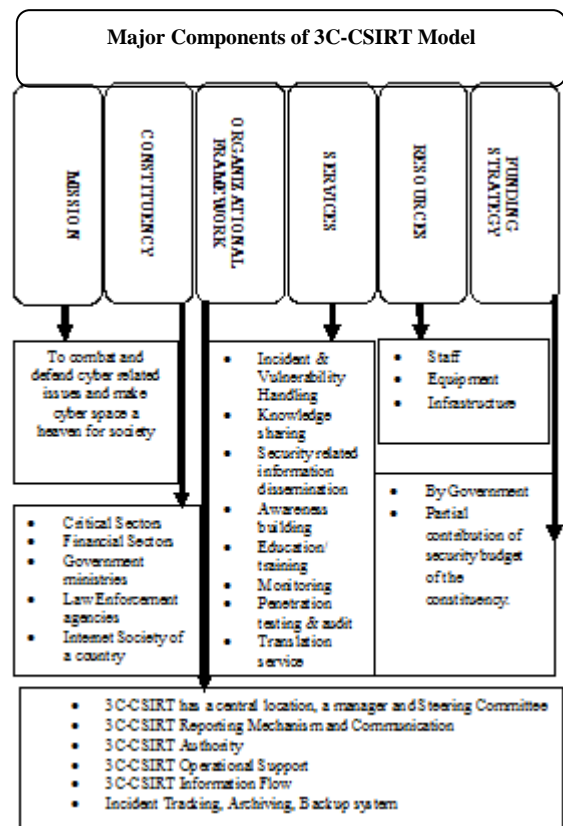 Major Components of 3C-CSIRT Model
MISSION
CONSTITUENCY
ORGANIZATIONAL
FRAMEWORK
SERVICES
RESOURCES
FUNDING
STRATEGY
To combat and
defend cyber related
issues and make
cyber space a
heaven for society
• Critical Sectors
• Financial Sectors
• Government
ministries
• Law Enforcement
agencies
• Internet Society of
a country
• Incident &
Vulnerability
Handling
• Knowledge
sharing
• Security related
information
dissemination
• Awareness
building
• Education/
training
• Monitoring
• Penetration
testing & audit
• Translation
service
• Staff
• Equipment
• Infrastructure
• By Government
• Partial
contribution of
security budget
of the
constituency.
• 3C-CSIRT has a central location, a manager and Steering Committee
• 3C-CSIRT Reporting Mechanism and Communication
• 3C-CSIRT Authority
• 3C-CSIRT Operational Support
• 3C-CSIRT Information Flow
• Incident Tracking, Archiving, Backup system